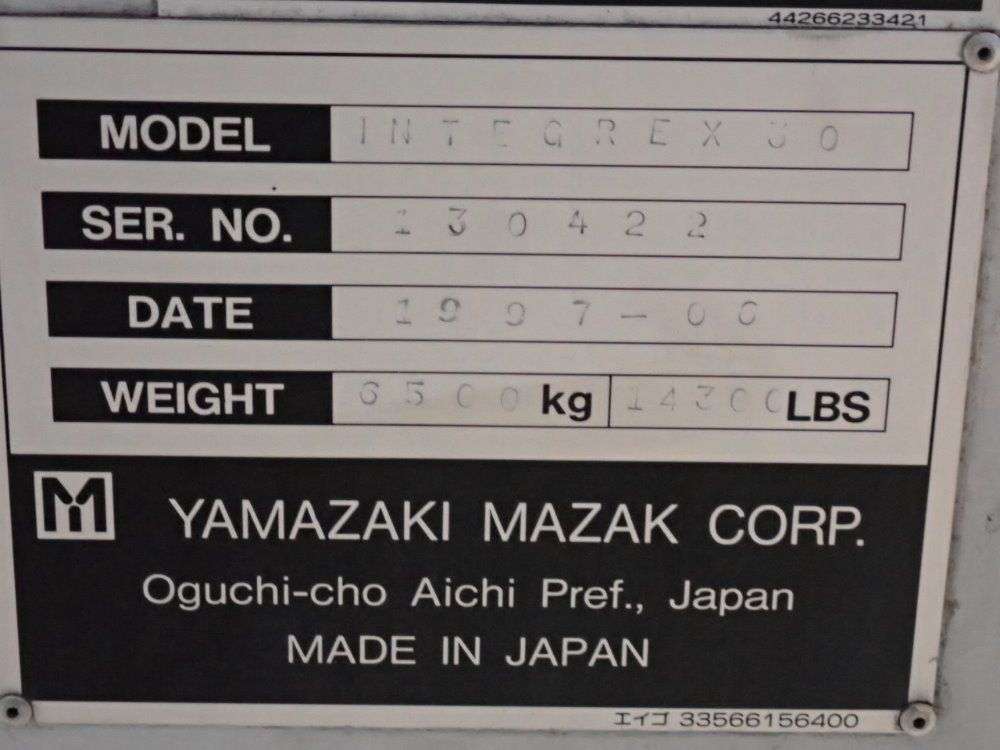 44266233421
MODEL INTEGREX 30
SER. NO. 130422
DATE 1997-06
WEIGHT 6500 kg 14300 LBS
YAMAZAKI MAZAK CORP.
Oguchi-cho Aichi Pref., Japan
MADE IN JAPAN
エイゴ 33566156400